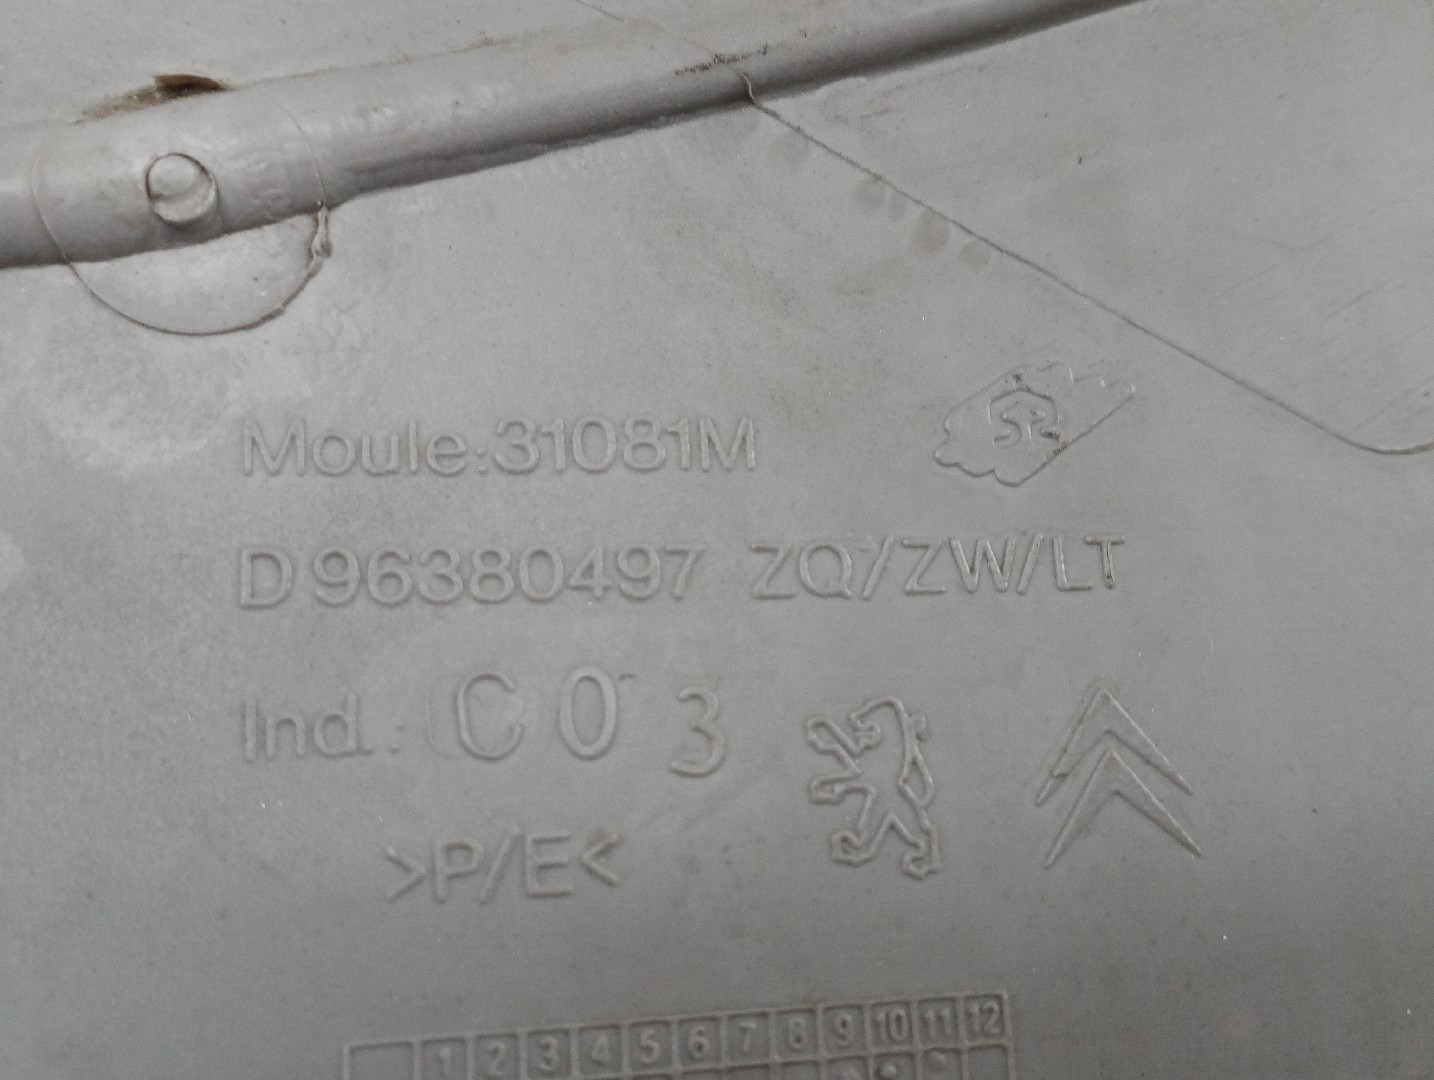 Moule:31081M
D 96380497 ZQ/ZW/LT
Ind.: C 0 3
>P/E<
1 2 3 4 5 6 7 8 9 10 11 12